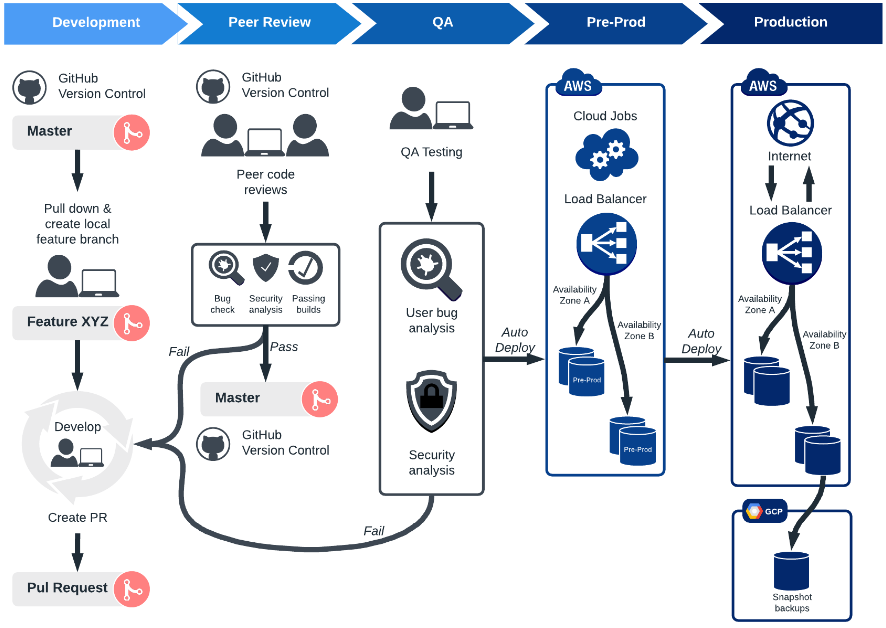 Development
Peer Review
QA
Pre-Prod
Production
GitHub
Version Control
Master
Pull down &
create local
feature branch
Feature XYZ
Develop
Create PR
Pul Request
GitHub
Version Control
Peer code
reviews
Bug
check
Security
analysis
Passing
builds
Fail
Pass
Master
GitHub
Version Control
QA Testing
User bug
analysis
Security
analysis
Fail
Auto
Deploy
AWS
Cloud Jobs
Load Balancer
Availability
Zone A
Availability
Zone B
Pre-Prod
Pre-Prod
Auto
Deploy
AWS
Internet
Load Balancer
Availability
Zone A
Availability
Zone B
GCP
Snapshot
backups